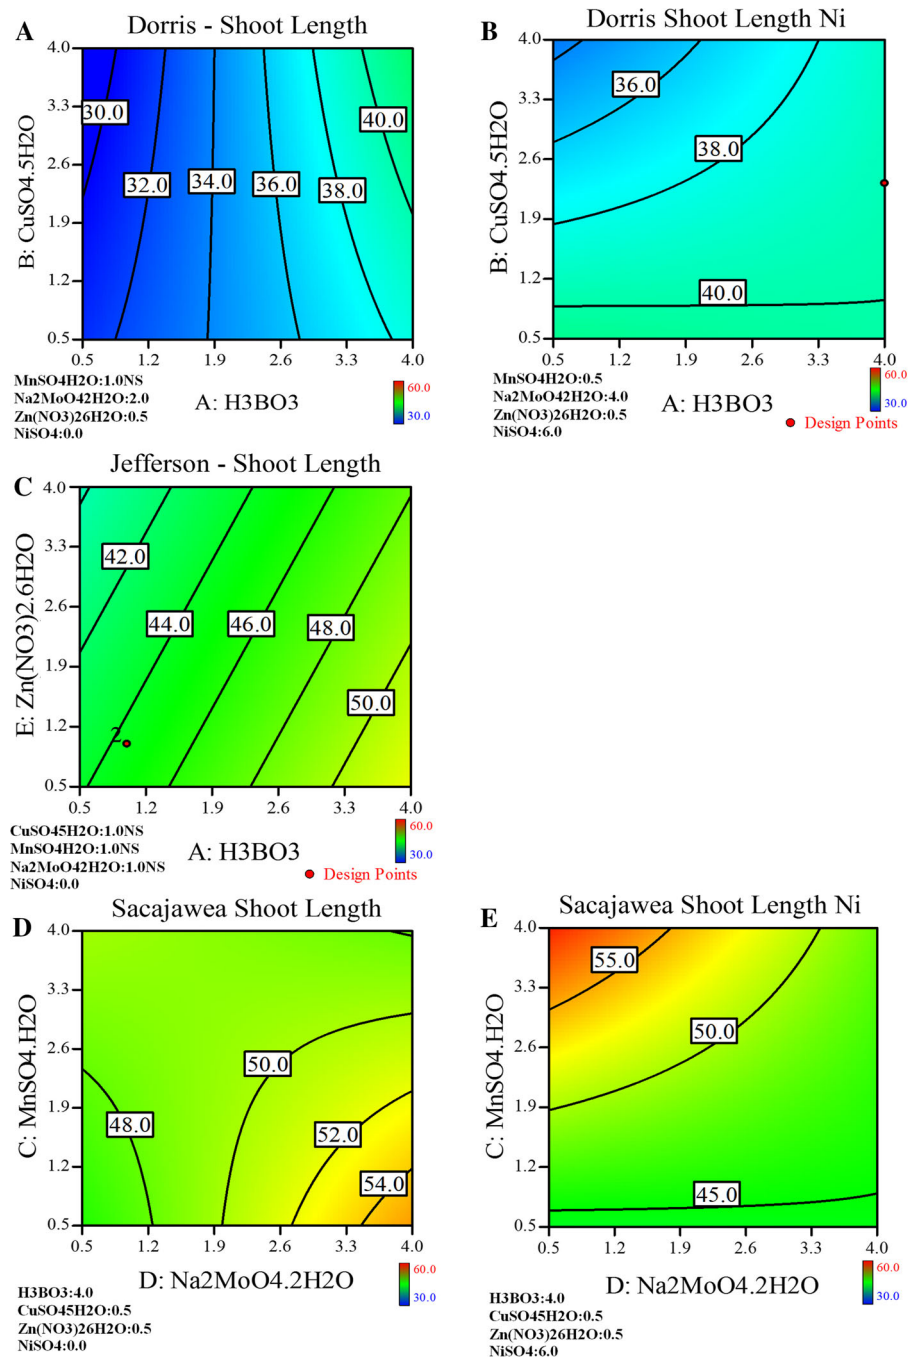 A
Dorris - Shoot Length
4.0
3.3
2.6
1.9
1.2
0.5
B: CuSO4.5H2O
30.0
32.0
34.0
36.0
38.0
40.0
0.5 1.2 1.9 2.6 3.3 4.0
MnSO4H2O:1.0NS
Na2MoO42H2O:2.0
Zn(NO3)26H2O:0.5
NiSO4:0.0
A: H3BO3
60.0
30.0
B
Dorris Shoot Length Ni
4.0
3.3
2.6
1.9
1.2
0.5
B: CuSO4.5H2O
36.0
38.0
40.0
0.5 1.2 1.9 2.6 3.3 4.0
MnSO4H2O:0.5
Na2MoO42H2O:4.0
Zn(NO3)26H2O:0.5
NiSO4:6.0
A: H3BO3
60.0
30.0
Design Points
C
Jefferson - Shoot Length
4.0
3.3
2.6
1.9
1.2
0.5
E: Zn(NO3)2.6H2O
42.0
44.0
46.0
48.0
50.0
2
0.5 1.2 1.9 2.6 3.3 4.0
CuSO45H2O:1.0NS
MnSO4H2O:1.0NS
Na2MoO42H2O:1.0NS
NiSO4:0.0
A: H3BO3
60.0
30.0
Design Points
D
Sacajawea Shoot Length
4.0
3.3
2.6
1.9
1.2
0.5
C: MnSO4.H2O
48.0
50.0
52.0
54.0
0.5 1.2 1.9 2.6 3.3 4.0
D: Na2MoO4.2H2O
H3BO3:4.0
CuSO45H2O:0.5
Zn(NO3)26H2O:0.5
NiSO4:0.0
60.0
30.0
E
Sacajawea Shoot Length Ni
4.0
3.3
2.6
1.9
1.2
0.5
C: MnSO4.H2O
55.0
50.0
45.0
0.5 1.2 1.9 2.6 3.3 4.0
D: Na2MoO4.2H2O
H3BO3:4.0
CuSO45H2O:0.5
Zn(NO3)26H2O:0.5
NiSO4:6.0
60.0
30.0